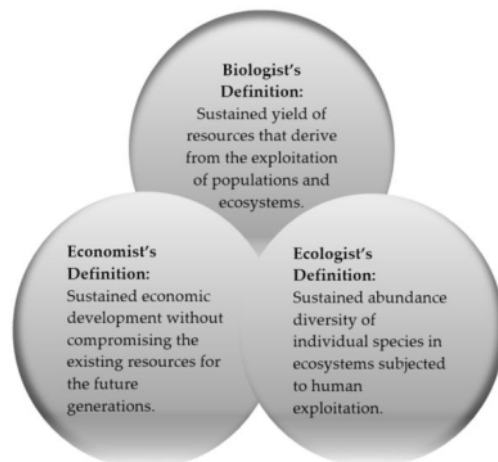 Biologist's
Definition:
Sustained yield of
resources that derive
from the exploitation
of populations and
ecosystems.
Economist's
Definition:
Sustained economic
development without
compromising the
existing resources for
the future
generations.
Ecologist's
Definition:
Sustained abundance
diversity of
individual species in
ecosystems subjected
to human
exploitation.